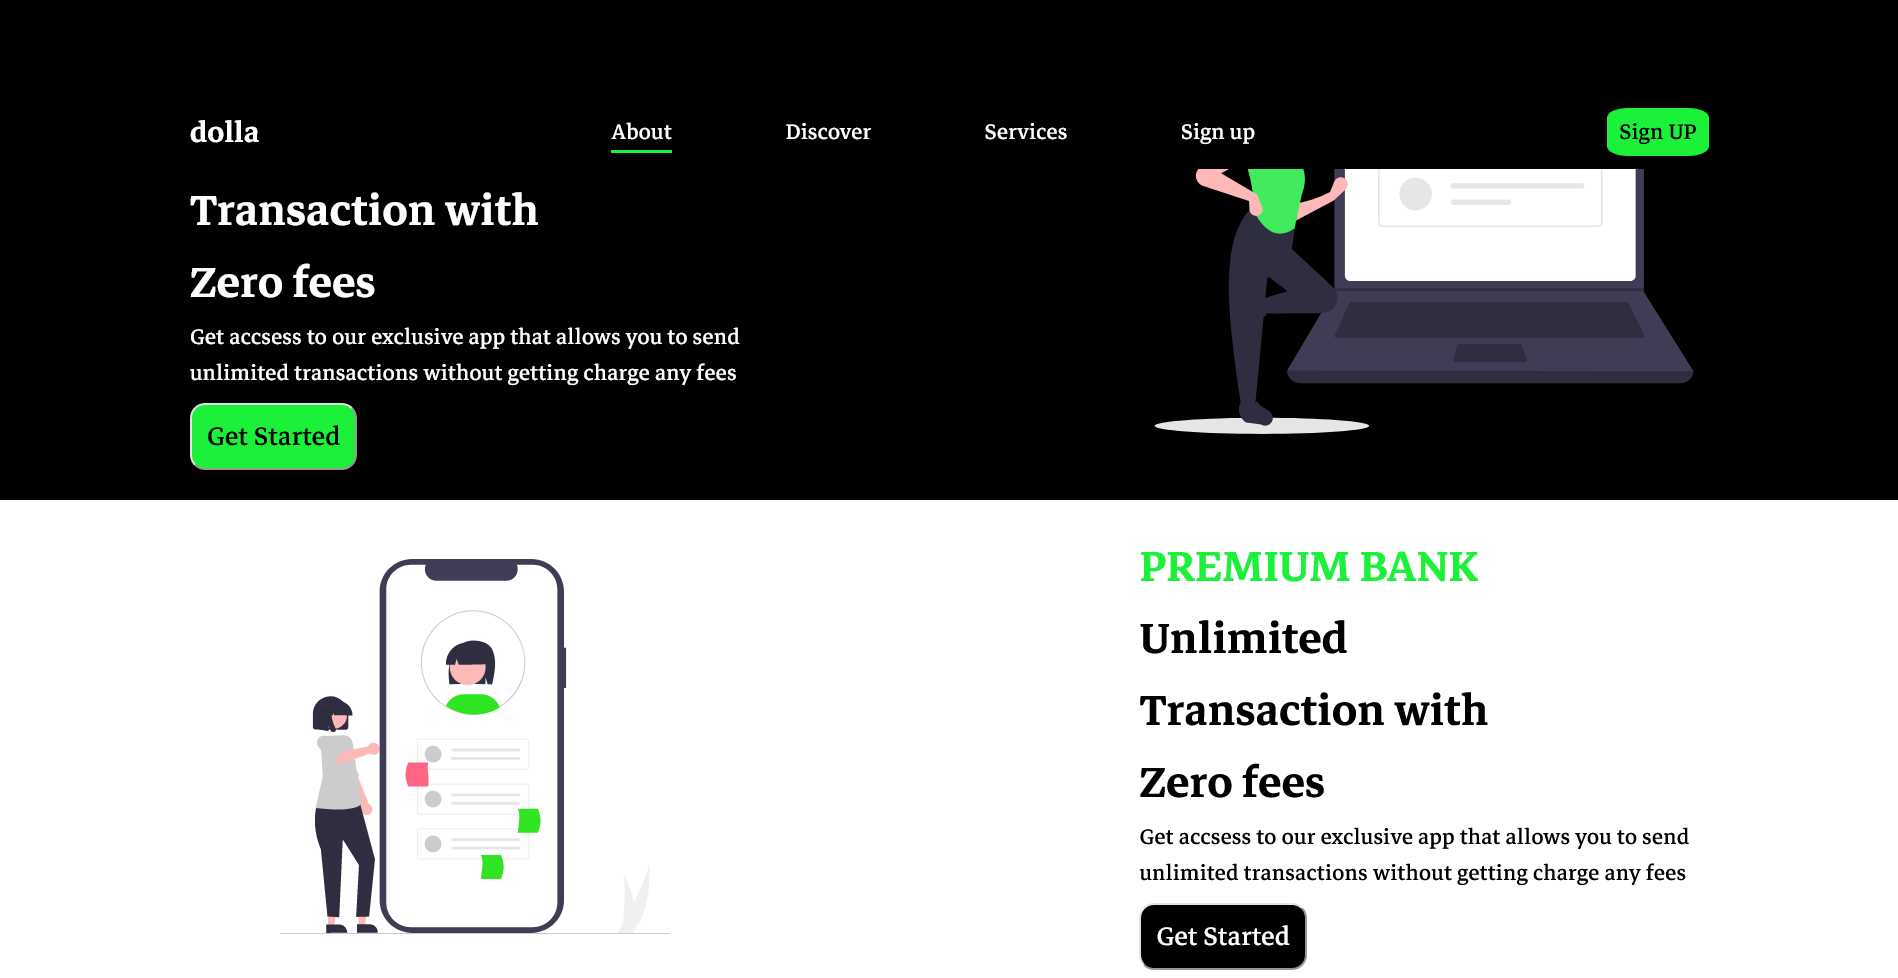 dolla
About
Discover
Services
Sign up
Sign UP
Transaction with
Zero fees
Get accsess to our exclusive app that allows you to send
unlimited transactions without getting charge any fees
Get Started
PREMIUM BANK
Unlimited
Transaction with
Zero fees
Get accsess to our exclusive app that allows you to send
unlimited transactions without getting charge any fees
Get Started